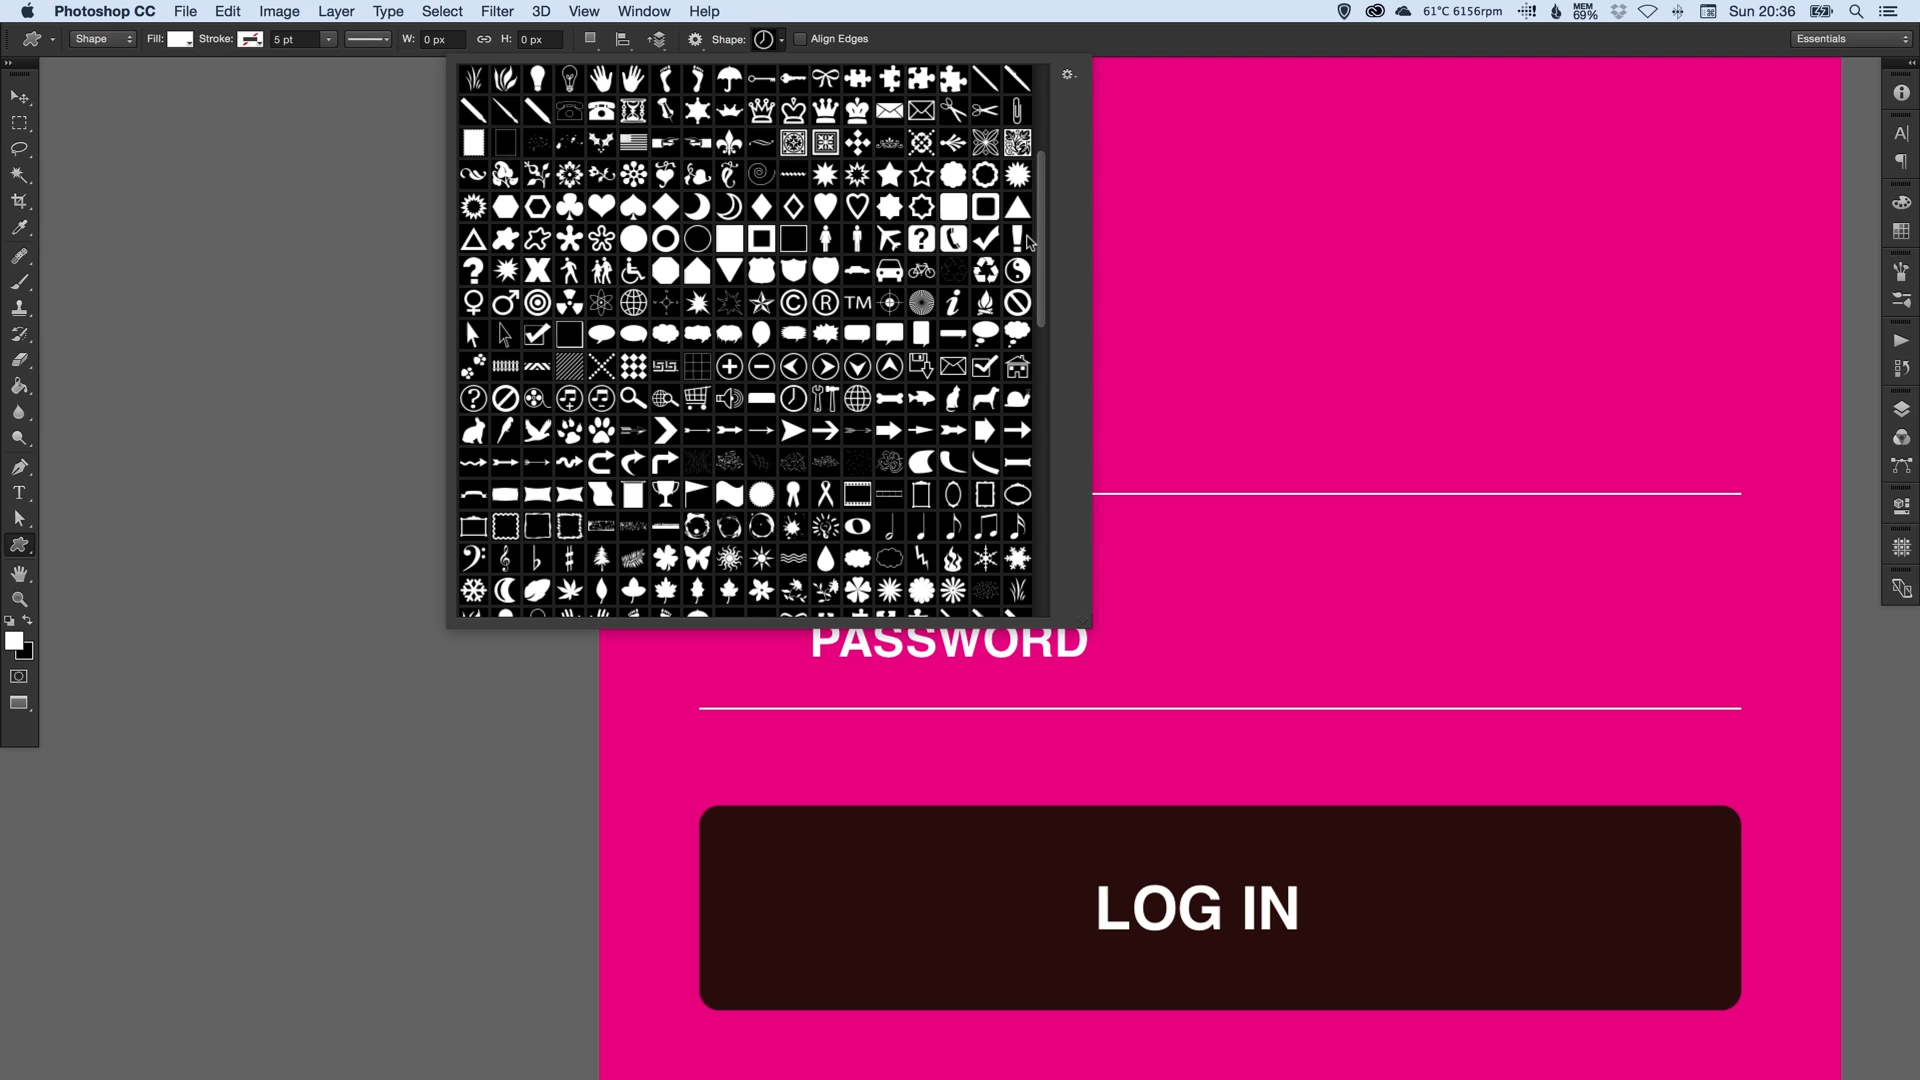 Photoshop CC File Edit Image Layer Type Select Filter 3D View Window Help 61°C 6156rpm MEM 69% Sun 20:36
Shape Fill: Stroke: 5 pt W: 0 px H: 0 px Shape: Align Edges Essentials
PASSWORD
LOG IN